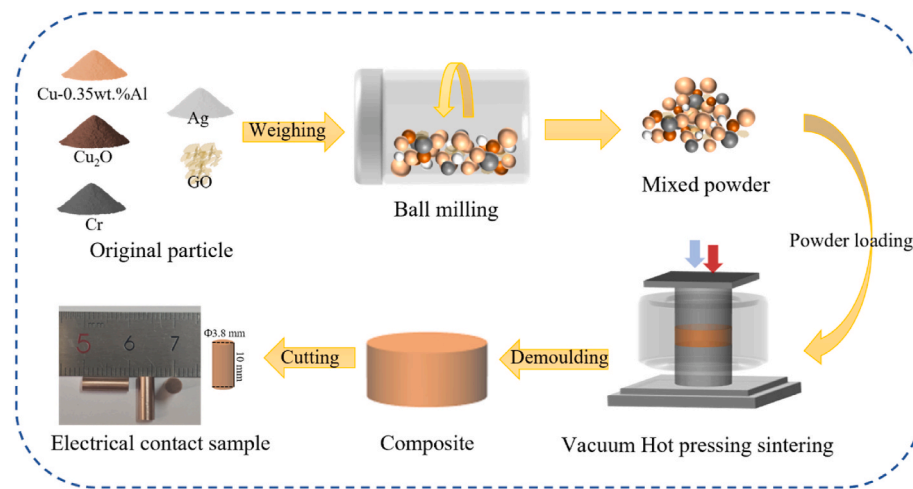 Cu-0.35wt.%Al
Ag
Cu₂O
GO
Cr
Original particle
Weighing
Ball milling
Mixed powder
Powder loading
Vacuum Hot pressing sintering
Demoulding
Composite
Cutting
Φ3.8 mm
10 mm
5 6 7
Electrical contact sample